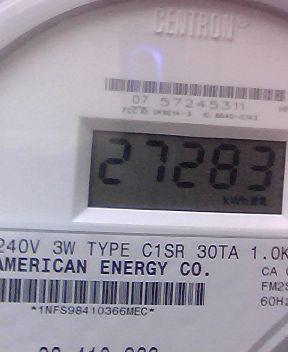 CENTRON®
07 57245311
27283
kWh
240V 3W TYPE C1SR 30TA 1.0K
AMERICAN ENERGY CO.
CA
FM2S
60Hz
*1NFS98410366MEC*